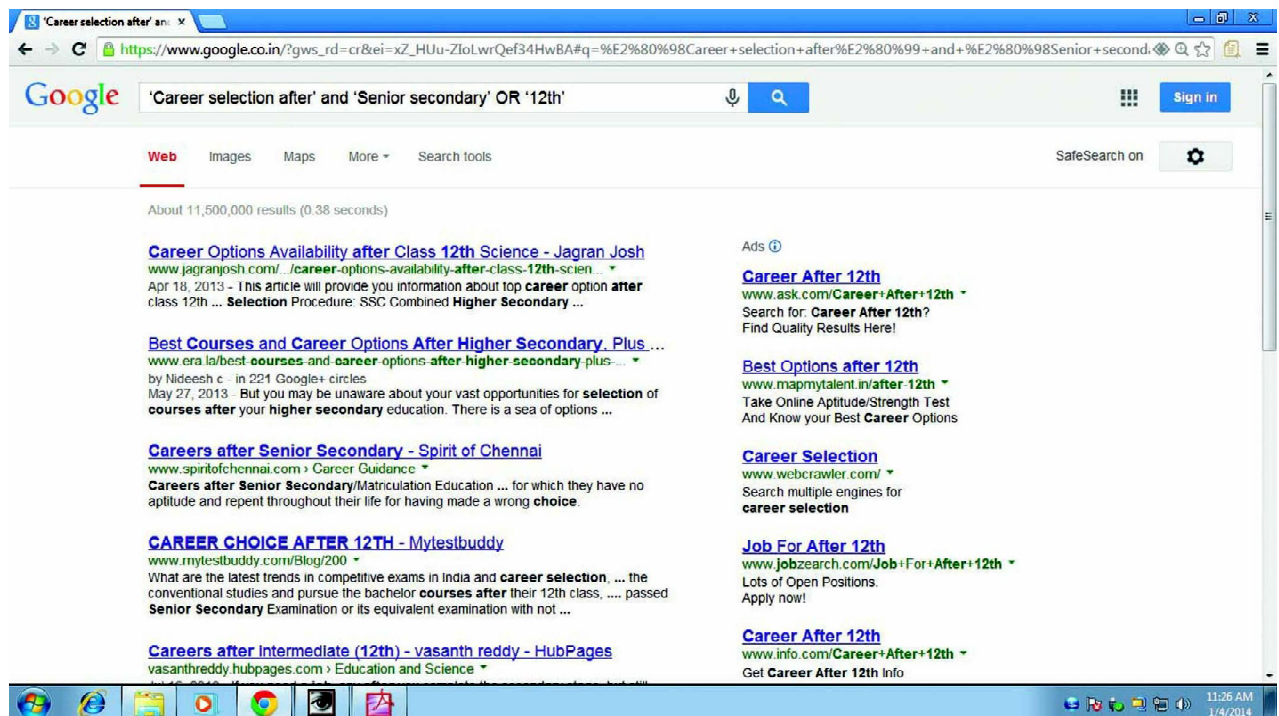 'Career selection after' an
https://www.google.co.in/?gws_rd=cr&ei=xZ_HUu-ZIoLwrQef34HwBA#q=%E2%80%98Career+selection+after%E2%80%99+and+%E2%80%98Senior+second
Google
'Career selection after' and 'Senior secondary' OR '12th'
Sign in
Web Images Maps More Search tools
SafeSearch on
About 11,500,000 results (0.38 seconds)
Career Options Availability after Class 12th Science - Jagran Josh
www.jagranjosh.com/.../career-options-availability-after-class-12th-scien...
Apr 18, 2013 - This article will provide you information about top career option after
class 12th ... Selection Procedure: SSC Combined Higher Secondary ...
Best Courses and Career Options After Higher Secondary, Plus ...
www.era.la/best-courses-and-career-options-after-higher-secondary-plus-...
by Nideesh c - in 221 Google+ circles
May 27, 2013 - But you may be unaware about your vast opportunities for selection of
courses after your higher secondary education. There is a sea of options ...
Careers after Senior Secondary - Spirit of Chennai
www.spiritofchennai.com › Career Guidance
Careers after Senior Secondary/Matriculation Education ... for which they have no
aptitude and repent throughout their life for having made a wrong choice.
CAREER CHOICE AFTER 12TH - Mytestbuddy
www.mytestbuddy.com/Blog/200
What are the latest trends in competitive exams in India and career selection, ... the
conventional studies and pursue the bachelor courses after their 12th class, .... passed
Senior Secondary Examination or its equivalent examination with not ...
Careers after Intermediate (12th) - vasanth reddy - HubPages
vasanthreddy.hubpages.com › Education and Science
Ads
Career After 12th
www.ask.com/Career+After+12th
Search for: Career After 12th?
Find Quality Results Here!
Best Options after 12th
www.mapmytalent.in/after-12th
Take Online Aptitude/Strength Test
And Know your Best Career Options
Career Selection
www.webcrawler.com/
Search multiple engines for
career selection
Job For After 12th
www.jobzearch.com/Job+For+After+12th
Lots of Open Positions.
Apply now!
Career After 12th
www.info.com/Career+After+12th
Get Career After 12th Info
11:26 AM
1/4/2014